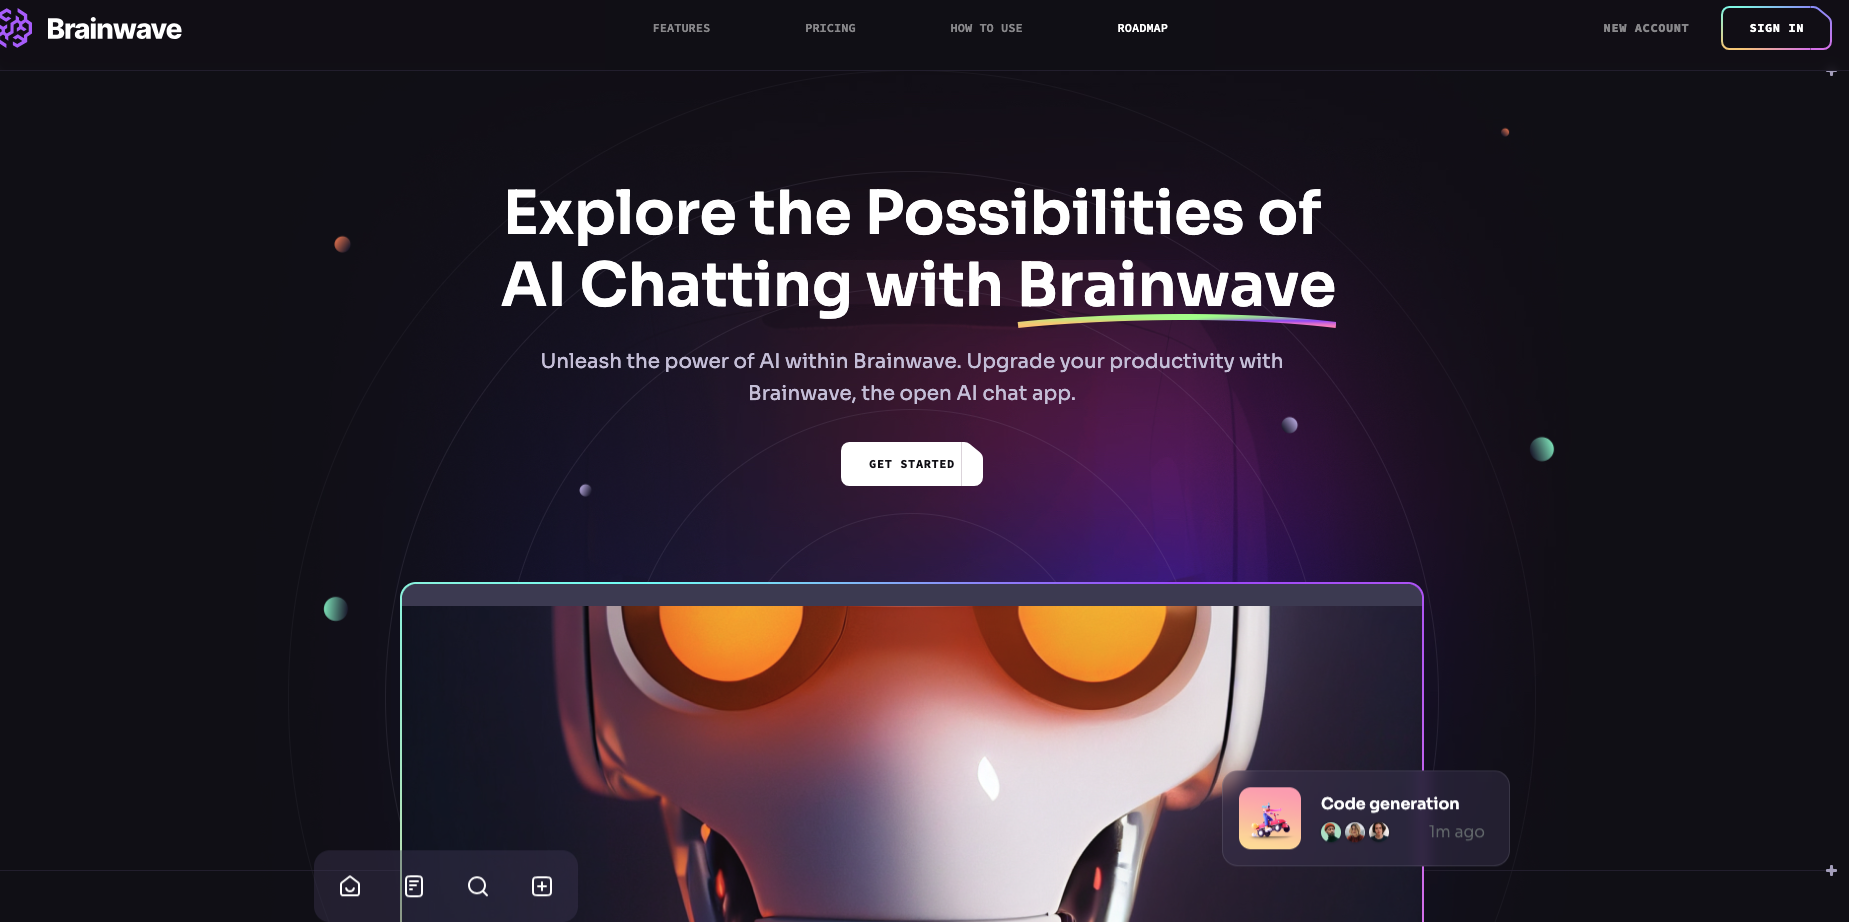 Brainwave
FEATURES
PRICING
HOW TO USE
ROADMAP
NEW ACCOUNT
SIGN IN
Explore the Possibilities of
AI Chatting with Brainwave
Unleash the power of AI within Brainwave. Upgrade your productivity with
Brainwave, the open AI chat app.
GET STARTED
Code generation
1m ago